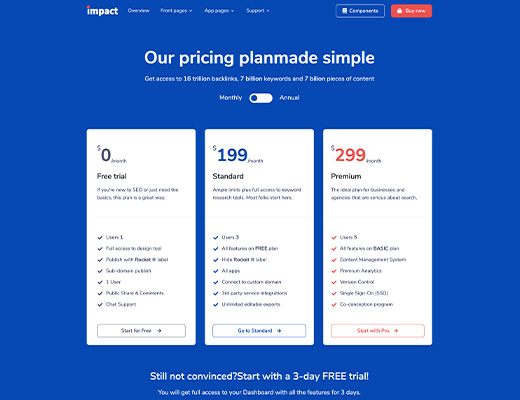 impact Overview Front pages App pages Support Components Buy now
Our pricing planmade simple
Get access to 16 trillion backlinks, 7 billion keywords and 7 bilion pieces of content
Monthly Annual
$0/month
Free trial
If you're new to SEO or just need the
basics, this plan is a great way.
Users 1
Full access to design tool
Publish with Rocket ® label
Sub-domain publish
1 User
Public Share & Comments
Chat Support
Start for Free
$199/month
Standard
Ample limits plus full access to keyword
research tools. Most folks start here.
Users 3
All features on FREE plan
Hide Rocket ® label
All apps
Connect to custom domain
3rd party service integrations
Unlimited editable exports
Go to Standard
$299/month
Premium
The ideal plan for businesses and
agencies that are serious about search.
Users 5
All features on BASIC plan
Content Management System
Premium Analytics
Version Control
Single Sign-On (SSO)
Co-conception program
Start with Pro
Still not convinced?Start with a 3-day FREE trial!
You will get full access to your Dashboard with all the features for 3 days.